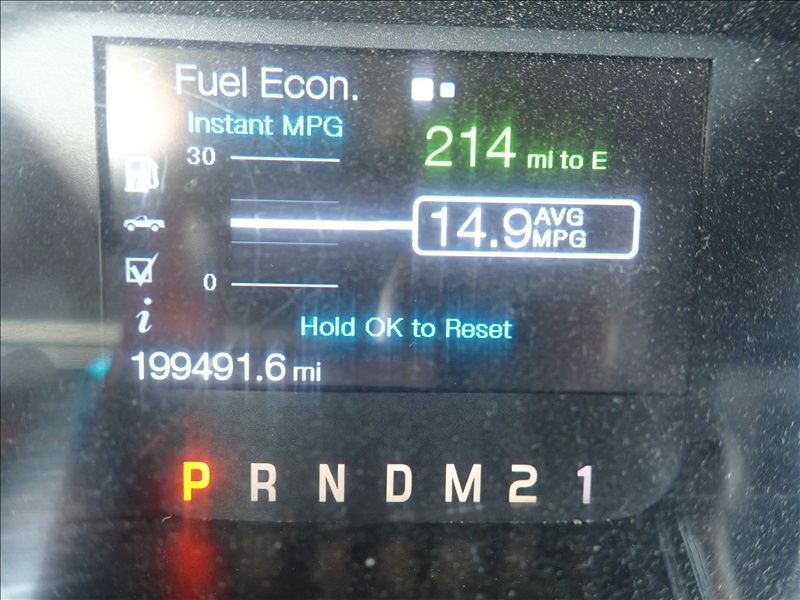 Fuel Econ.
Instant MPG
30
214 mi to E
14.9 AVG MPG
0
i
Hold OK to Reset
199491.6 mi
P R N D M 2 1